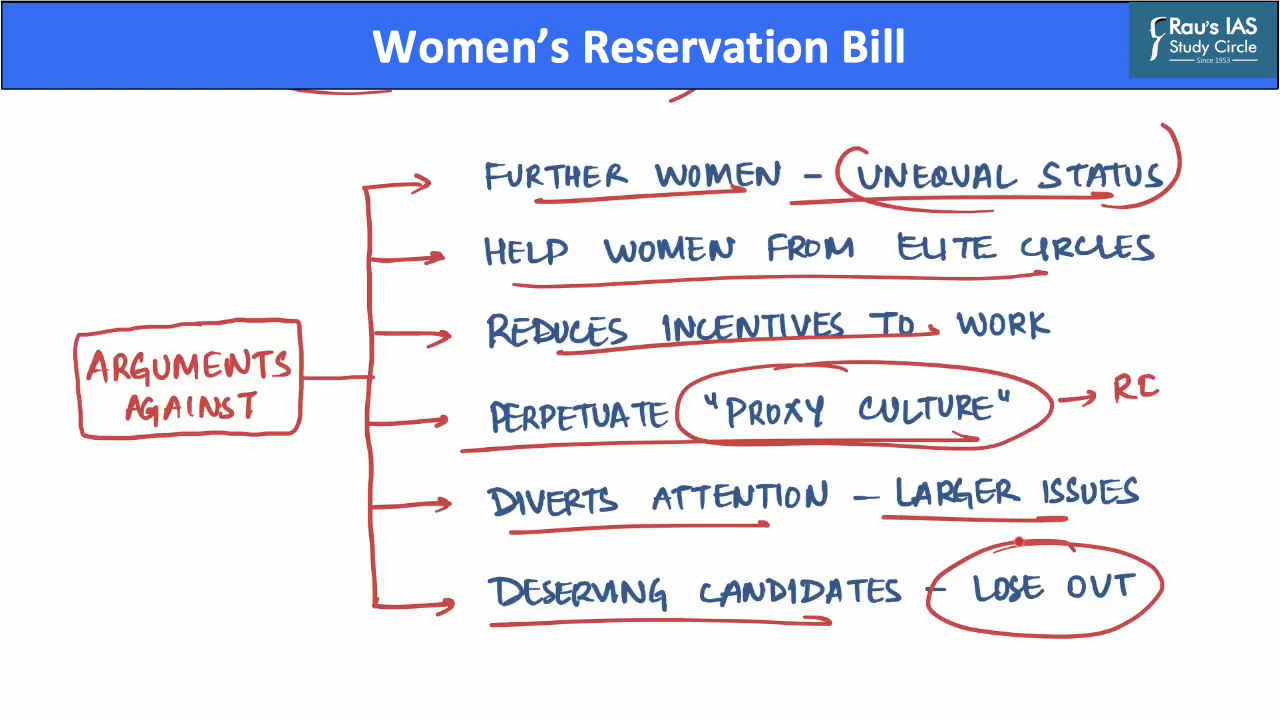 Women's Reservation Bill
Rau's IAS
Study Circle
Since 1953
FURTHER WOMEN - UNEQUAL STATUS
HELP WOMEN FROM ELITE CIRCLES
REDUCES INCENTIVES TO WORK
ARGUMENTS
AGAINST
PERPETUATE "PROXY CULTURE" → RC
DIVERTS ATTENTION - LARGER ISSUES
DESERVING CANDIDATES - LOSE OUT